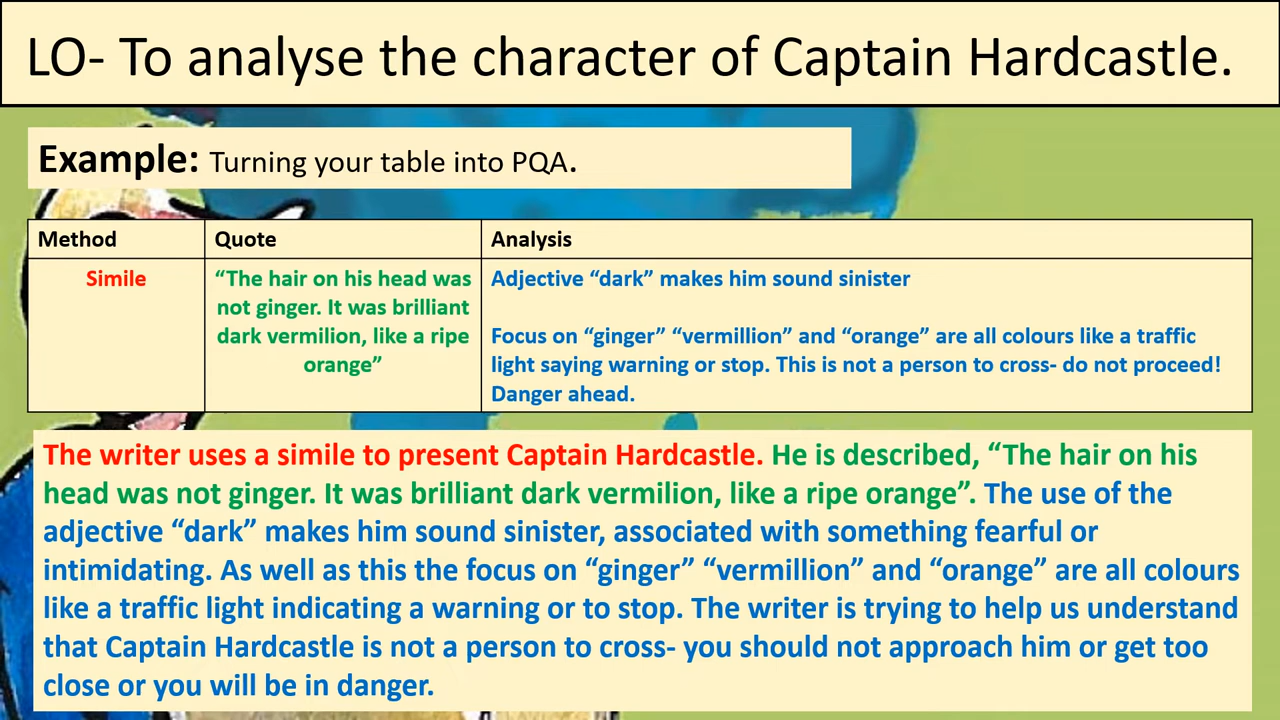 LO- To analyse the character of Captain Hardcastle.
Example: Turning your table into PQA.
Method Quote Analysis
Simile
“The hair on his head was
not ginger. It was brilliant
dark vermilion, like a ripe
orange”
Adjective “dark” makes him sound sinister
Focus on “ginger” “vermillion” and “orange” are all colours like a traffic
light saying warning or stop. This is not a person to cross- do not proceed!
Danger ahead.
The writer uses a simile to present Captain Hardcastle. He is described, “The hair on his
head was not ginger. It was brilliant dark vermilion, like a ripe orange”. The use of the
adjective “dark” makes him sound sinister, associated with something fearful or
intimidating. As well as this the focus on “ginger” “vermillion” and “orange” are all colours
like a traffic light indicating a warning or to stop. The writer is trying to help us understand
that Captain Hardcastle is not a person to cross- you should not approach him or get too
close or you will be in danger.